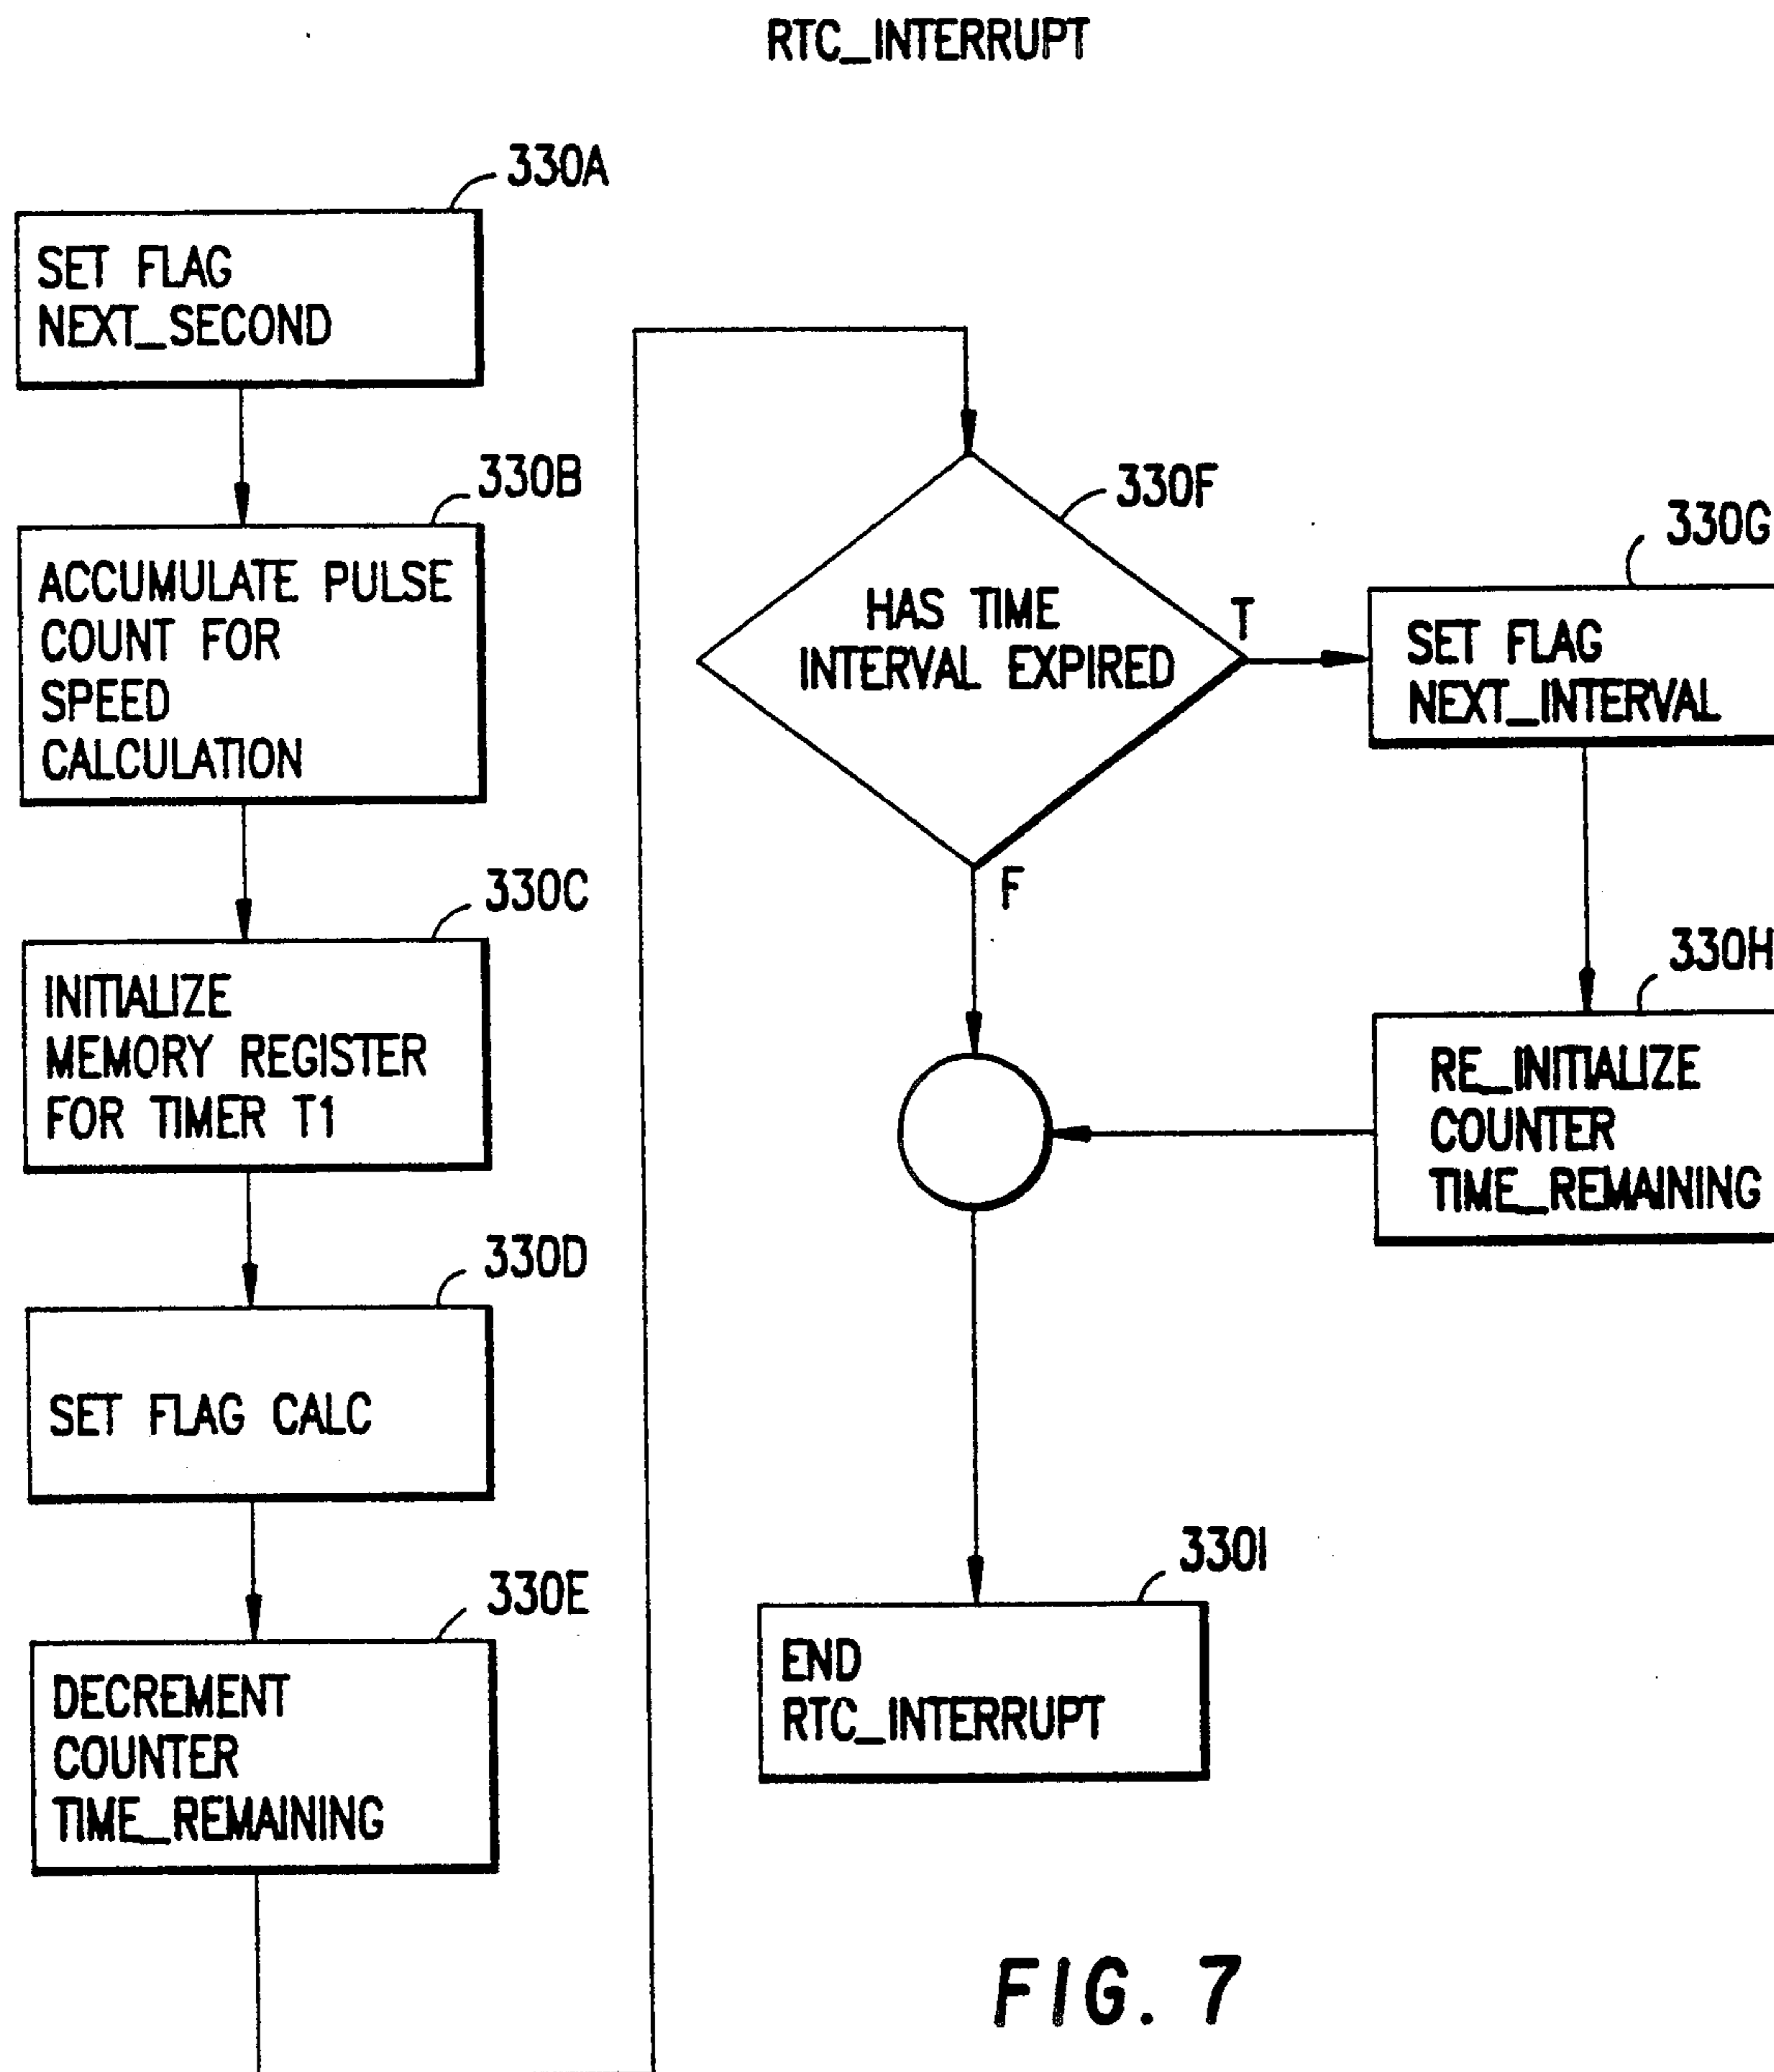 RTC_INTERRUPT
330A
SET FLAG
NEXT_SECOND
330B
ACCUMULATE PULSE
COUNT FOR
SPEED
CALCULATION
330C
INITIALIZE
MEMORY REGISTER
FOR TIMER T1
330D
SET FLAG CALC
330E
DECREMENT
COUNTER
TIME_REMAINING
330F
HAS TIME
INTERVAL EXPIRED
T
F
330G
SET FLAG
NEXT_INTERVAL
330H
RE_INITIALIZE
COUNTER
TIME_REMAINING
330I
END
RTC_INTERRUPT
FIG. 7